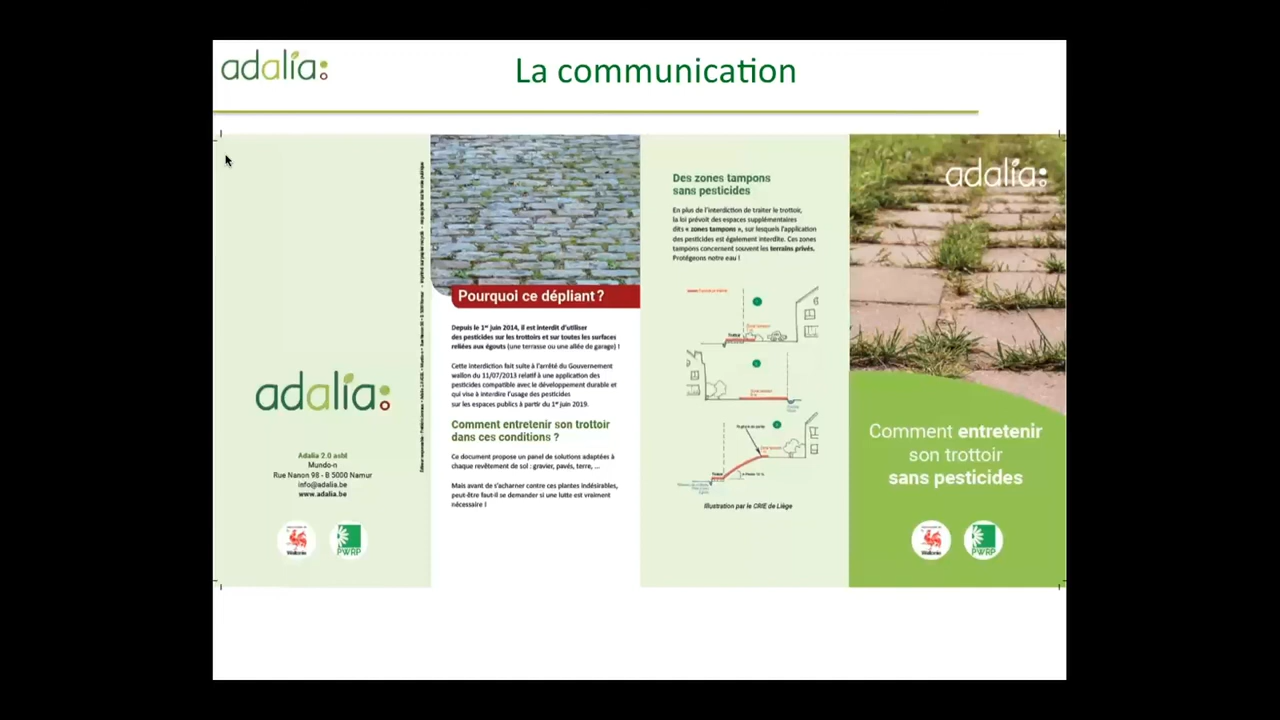 adalia
La communication
adalia
Adalia 2.0 asbl
Mundo-n
Rue Nanon 98 - B 5000 Namur
info@adalia.be
www.adalia.be
Wallonie
PWRP
Pourquoi ce dépliant ?
Depuis le 1er juin 2014, il est interdit d'utiliser
des pesticides sur les trottoirs et sur toutes les surfaces
reliées aux égouts (une terrasse ou une allée de garage) !
Cette interdiction fait suite à l'arrêté du Gouvernement
wallon du 11/07/2013 relatif à une application des
pesticides compatible avec le développement durable et
qui vise à interdire l'usage des pesticides
sur les espaces publics à partir du 1er juin 2019.
Comment entretenir son trottoir
dans ces conditions ?
Ce document propose un panel de solutions adaptées à
chaque revêtement de sol : gravier, pavés, terre, ...
Mais avant de s'acharner contre ces plantes indésirables,
peut-être faut-il se demander si une lutte est vraiment
nécessaire !
Des zones tampons
sans pesticides
En plus de l'interdiction de traiter le trottoir,
la loi prévoit des espaces supplémentaires
dits « zones tampons », sur lesquels l'application
des pesticides est également interdite. Ces zones
tampons concernent souvent les terrains privés.
Protégeons notre eau !
Illustration par le CRIE de Liège
adalia
Comment entretenir
son trottoir
sans pesticides
Wallonie
PWRP